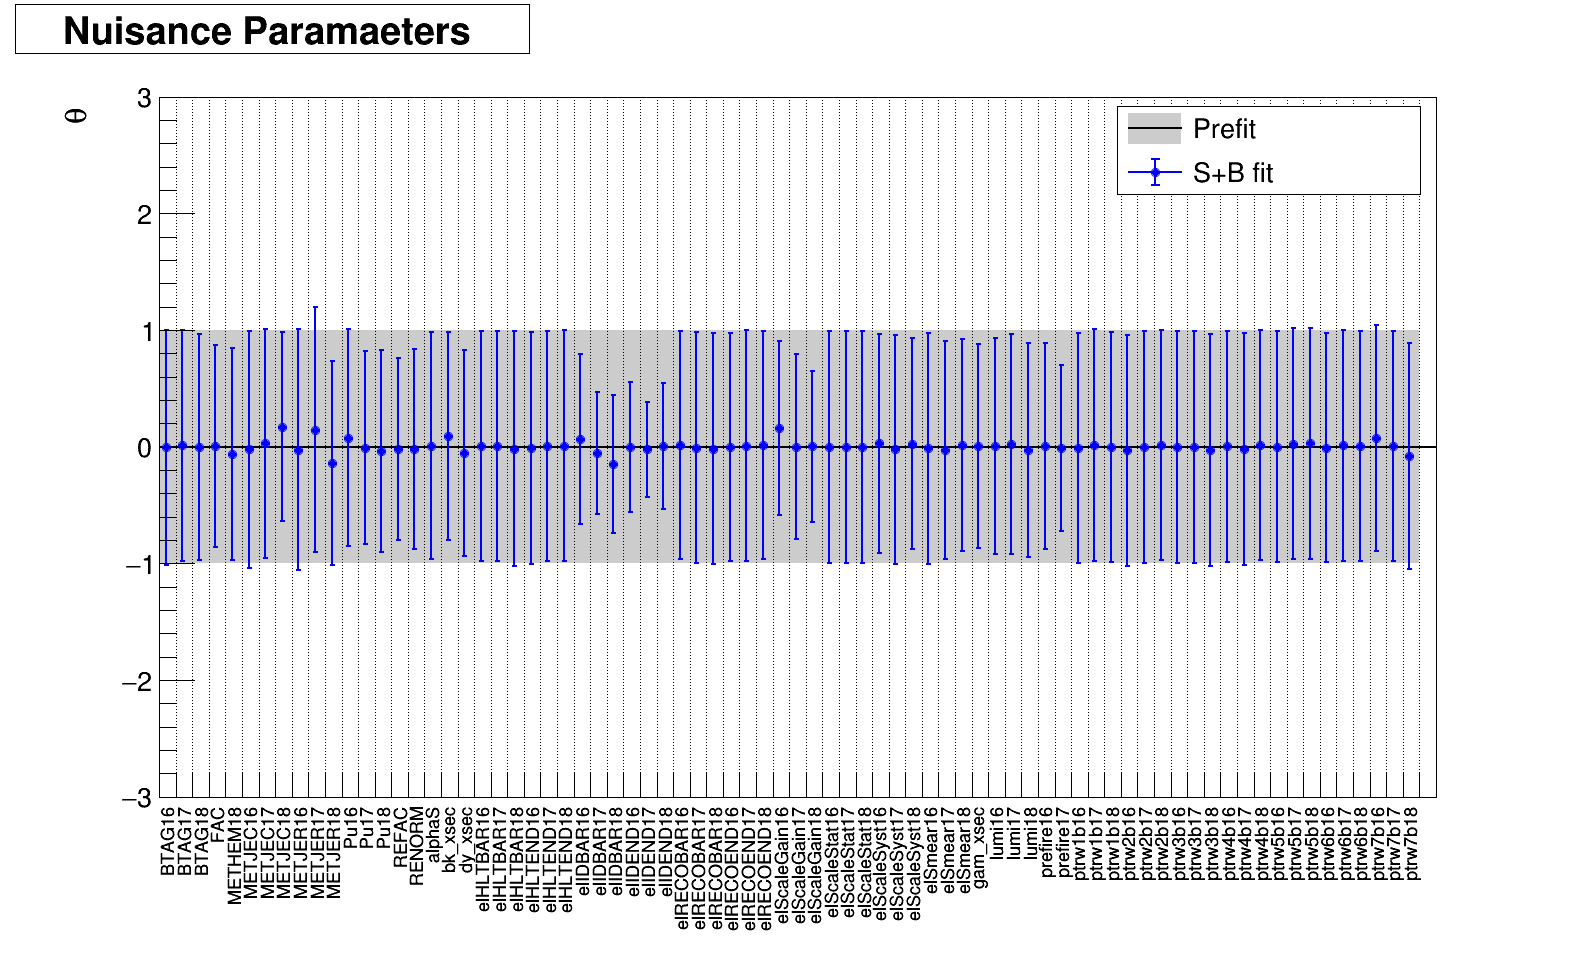 Nuisance Paramaeters
θ
3
2
1
0
−1
−2
−3
Prefit
S+B fit
BTAG16
BTAG17
BTAG18
FAC
METHEM18
METJEC16
METJEC17
METJEC18
METJER16
METJER17
METJER18
Pu16
Pu17
Pu18
REFAC
RENORM
alphaS
bk_xsec
dy_xsec
elHLTBAR16
elHLTBAR17
elHLTBAR18
elHLTEND16
elHLTEND17
elHLTEND18
elIDBAR16
elIDBAR17
elIDBAR18
elIDEND16
elIDEND17
elIDEND18
elRECOBAR16
elRECOBAR17
elRECOBAR18
elRECOEND16
elRECOEND17
elRECOEND18
elScaleGain16
elScaleGain17
elScaleGain18
elScaleStat16
elScaleStat17
elScaleStat18
elScaleSyst16
elScaleSyst17
elScaleSyst18
elSmear16
elSmear17
elSmear18
gam_xsec
lumi16
lumi17
lumi18
prefire16
prefire17
ptrw1b16
ptrw1b17
ptrw1b18
ptrw2b16
ptrw2b17
ptrw2b18
ptrw3b16
ptrw3b17
ptrw3b18
ptrw4b16
ptrw4b17
ptrw4b18
ptrw5b16
ptrw5b17
ptrw5b18
ptrw6b16
ptrw6b17
ptrw6b18
ptrw7b16
ptrw7b17
ptrw7b18